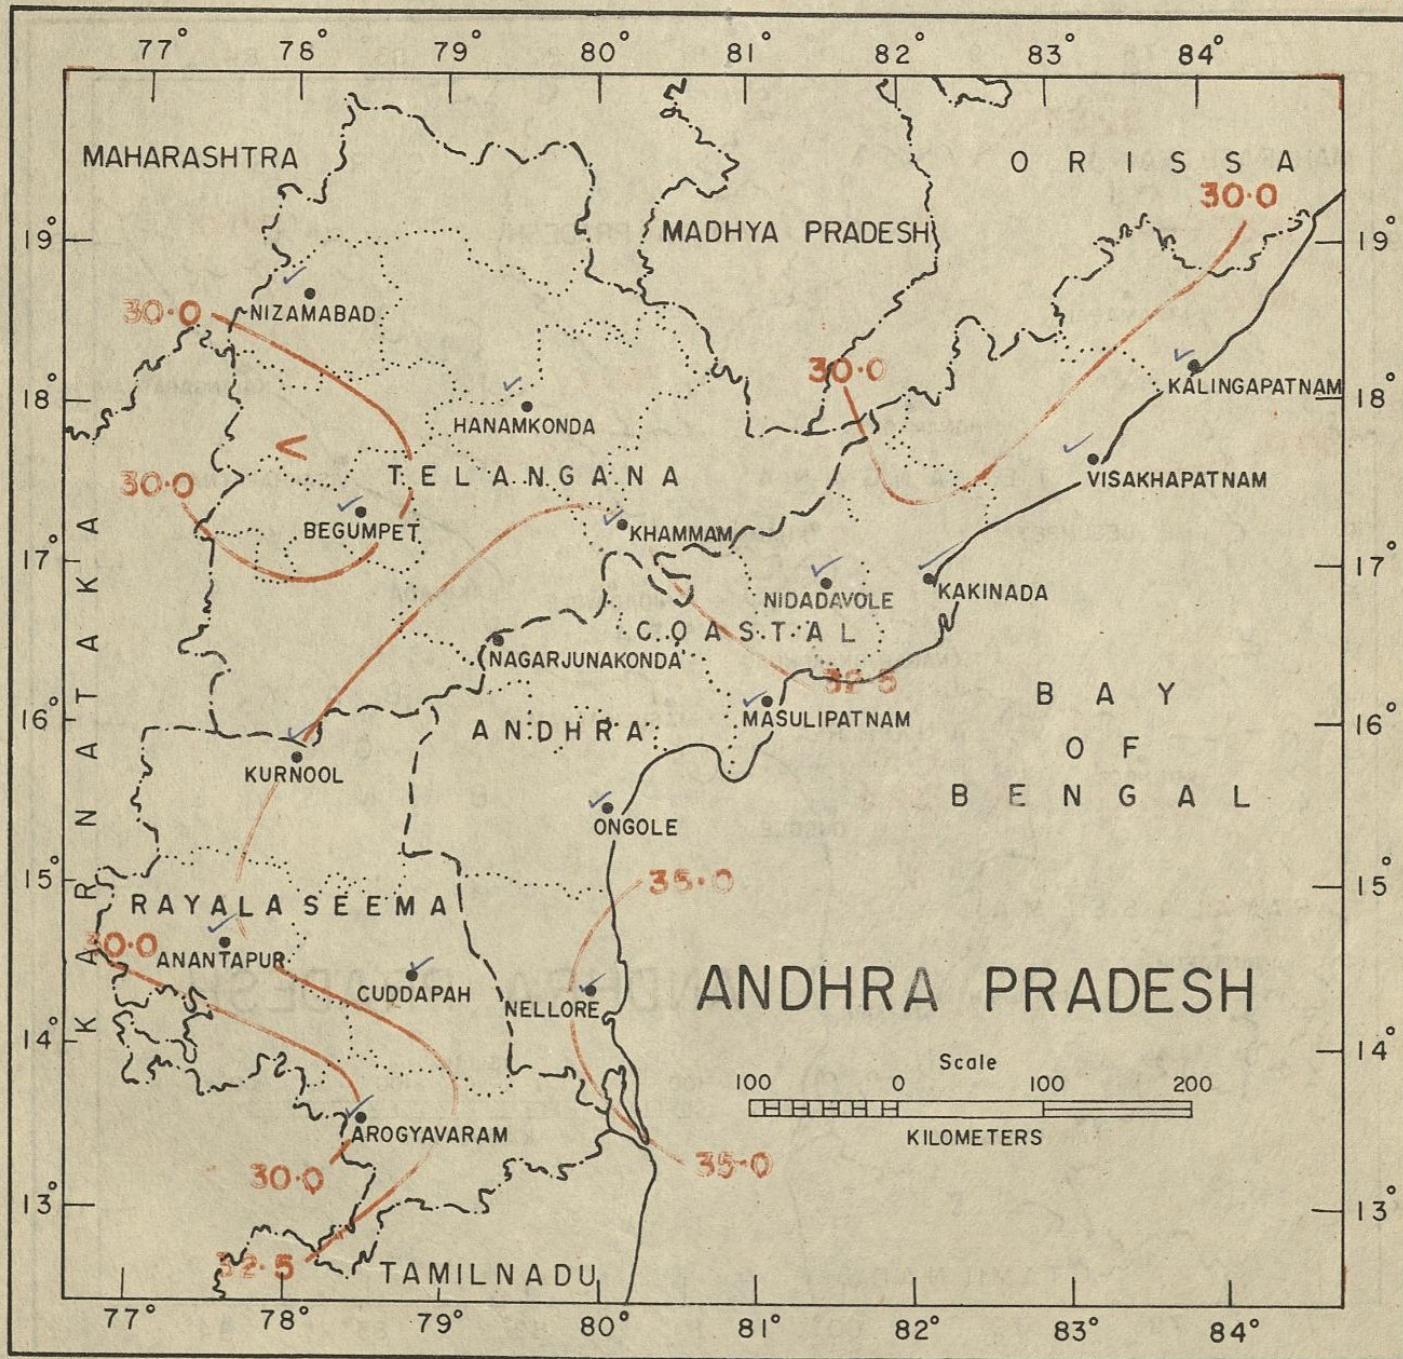 77° 78° 79° 80° 81° 82° 83° 84°
MAHARASHTRA
ORISSA
30.0
19° MADHYA PRADESH 19°
30.0 NIZAMABAD
30.0
KALINGAPATNAM
18° 18°
HANAMKONDA
<
TELANGANA
VISAKHAPATNAM
30.0
BEGUMPET KHAMMAM
17° 17°
NIDADAVOLE KAKINADA
COASTAL
NAGARJUNAKONDA
32.5
BAY
16° MASULIPATNAM 16°
ANDHRA
OF
KURNOOL
BENGAL
KARNATAKA
ONGOLE
15° 35.0 15°
RAYALASEEMA
30.0 ANANTAPUR
CUDDAPAH NELLORE
ANDHRA PRADESH
14° 14°
Scale
100 0 100 200
KILOMETERS
AROGYAVARAM
30.0 35.0
13° 13°
32.5 TAMILNADU
77° 78° 79° 80° 81° 82° 83° 84°